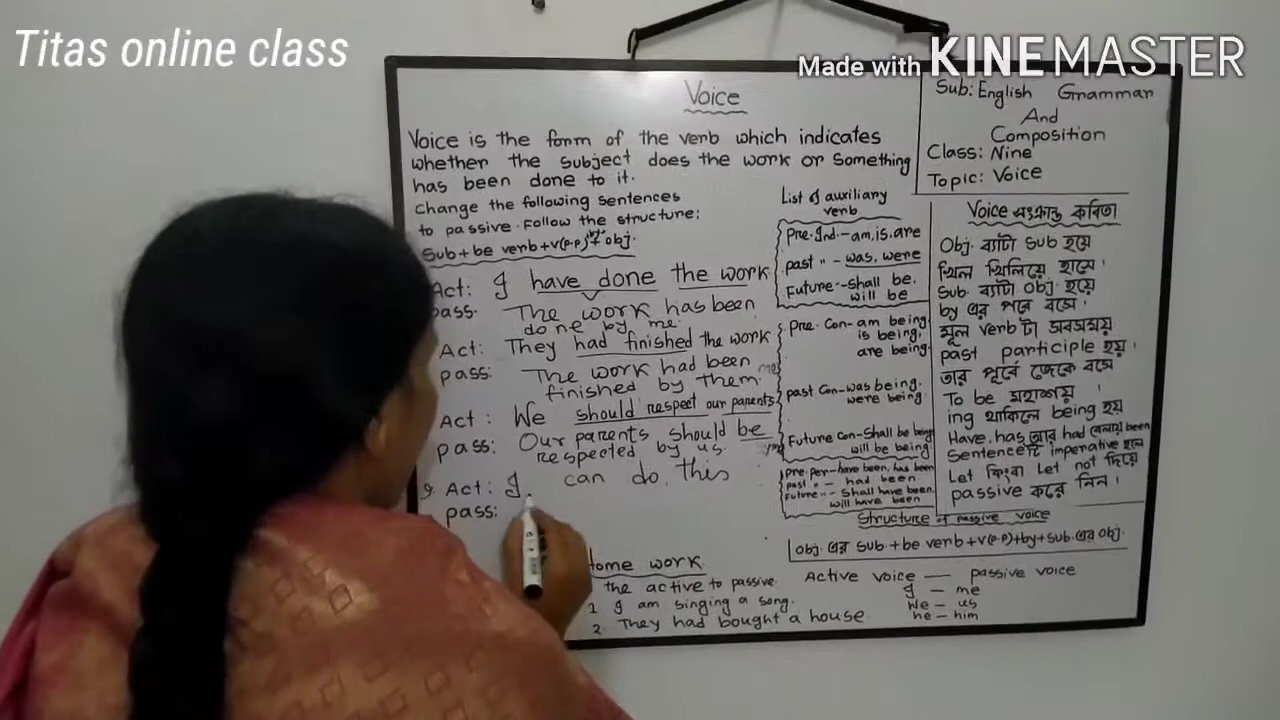 Titas online class
Made with KINEMASTER
Voice
Voice is the form of the verb which indicates
whether the subject does the work or something
has been done to it.
Change the following sentences
to passive. Follow the structure:
Sub + be verb + v(p.p) + by + obj.
Act: I have done the work
pass. The work has been
done by me.
Act: They had finished the work
pass: The work had been
finished by them.
Act: We should respect our parents
pass: Our parents should be
respected by us.
Act: I can do this
pass:
Home work
the active to passive.
1 I am singing a song.
2. They had bought a house
List of auxiliary
verb
Pre. Ind.-am, is, are
past " - was, were
Future--shall be,
will be
Pre. Con-am being,
is being,
are being.
past con-was being,
were being.
Future con-Shall be being
will be being
Pre. per-have been, has been
past " - had been
Future " - Shall have been,
will have been
Sub: English Grammar
And
Composition
Class: Nine
Topic: Voice
Voice সংক্রান্ত কবিতা
Obj. ব্যাটা Sub হয়ে
খিল খিলিয়ে হাসে।
Sub. ব্যাটা Obj. হয়ে
by এর পরে বসে।
মূল verb টা সবসময়
past participle হয়।
তার পূর্বে জেঁকে বসে
To be মহাশয়।
ing থাকিলে being হয়
Have, has আর had বেলায় been
Sentenceটি imperative হলে
Let কিংবা Let not দিয়ে
passive করে নিন।
Structure of passive voice
Obj. এর sub + be verb + v(p.p) + by + sub. এর obj.
Active voice — passive voice
I — me
We — us
he — him